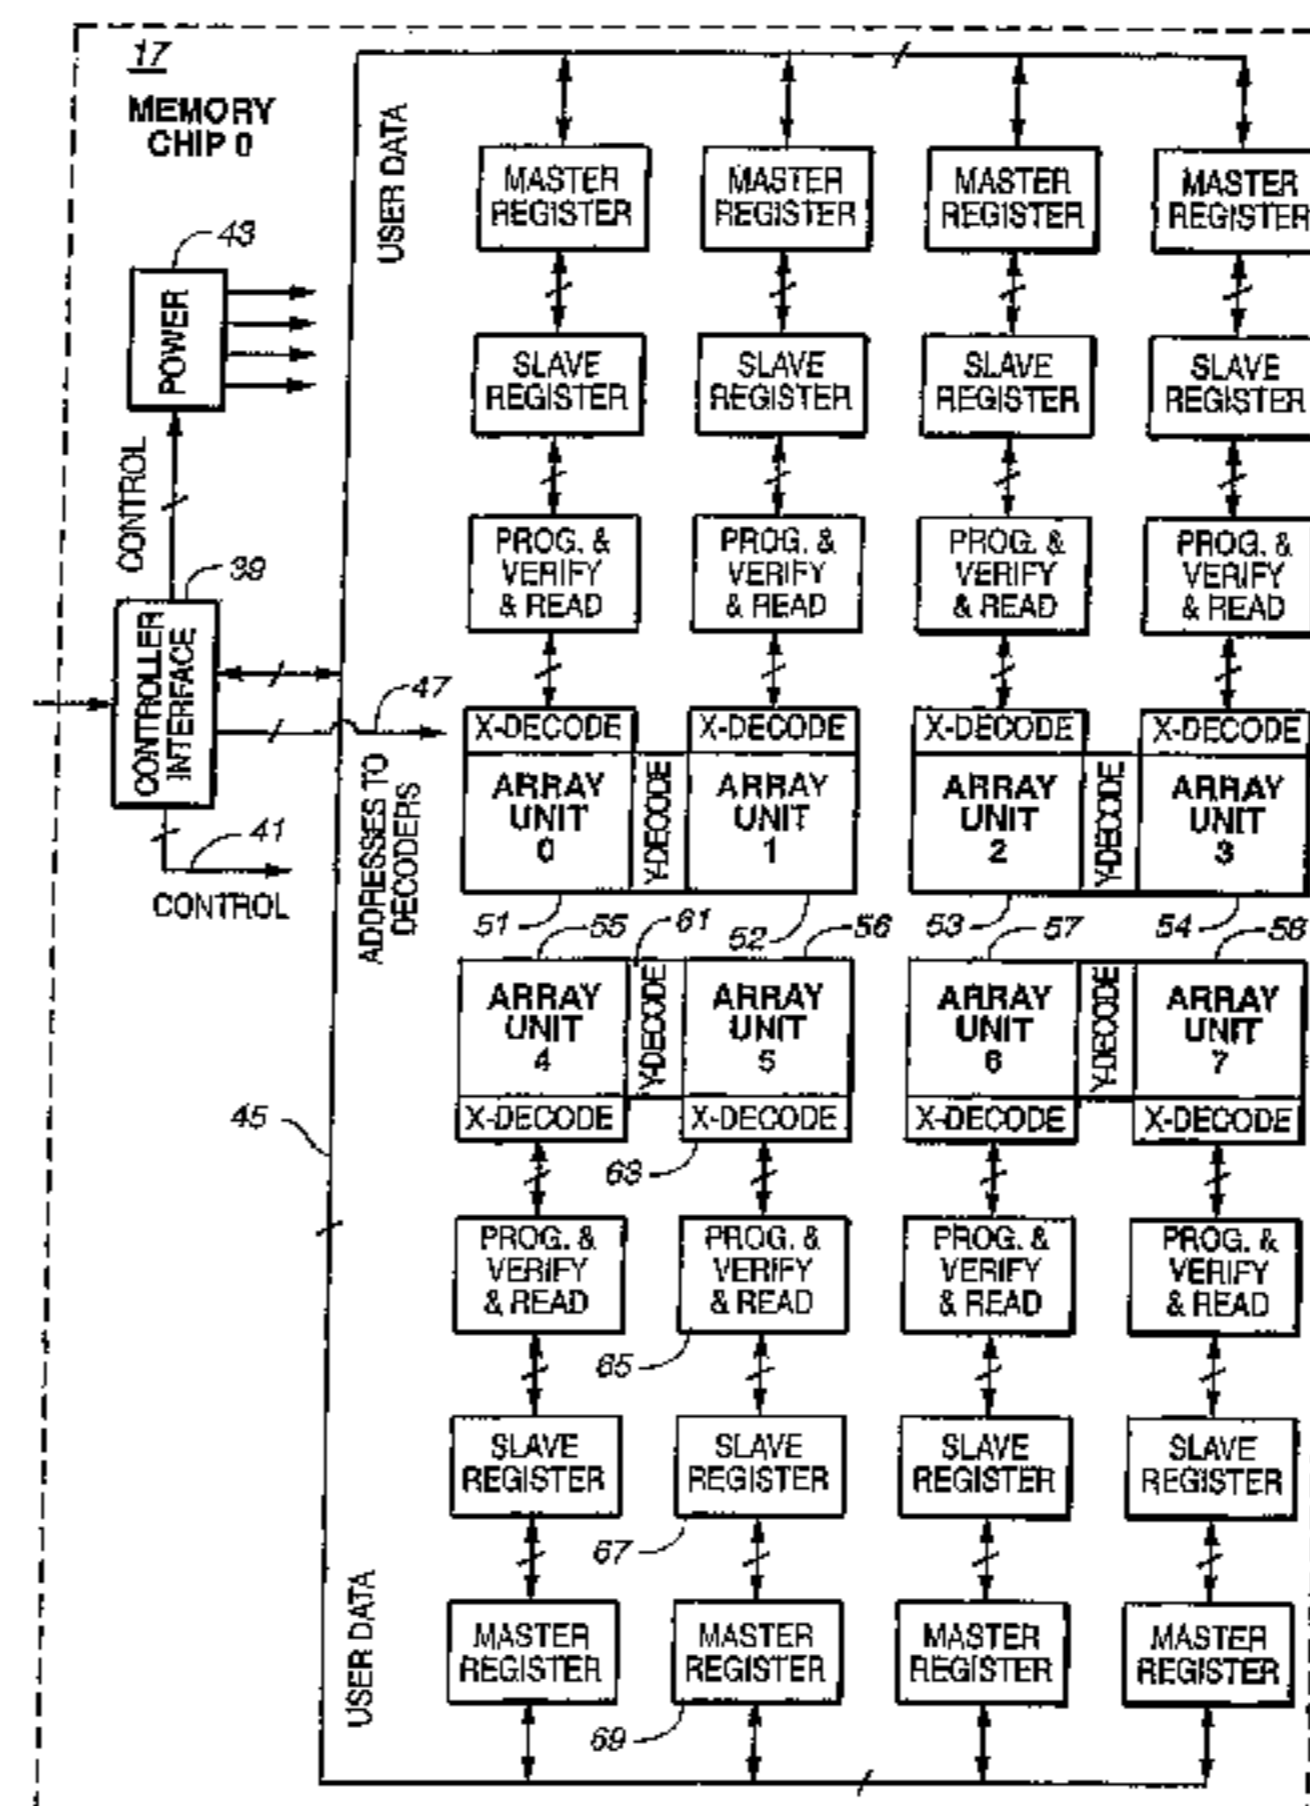 17
MEMORY
CHIP 0
43
POWER
CONTROL
39
CONTROLLER
INTERFACE
47
41
CONTROL
ADDRESSES TO
DECODERS
45
USER DATA
MASTER
REGISTER
MASTER
REGISTER
MASTER
REGISTER
MASTER
REGISTER
SLAVE
REGISTER
SLAVE
REGISTER
SLAVE
REGISTER
SLAVE
REGISTER
PROG. &
VERIFY
& READ
PROG. &
VERIFY
& READ
PROG. &
VERIFY
& READ
PROG. &
VERIFY
& READ
X-DECODE
X-DECODE
X-DECODE
X-DECODE
ARRAY
UNIT
0
Y-DECODE
ARRAY
UNIT
1
ARRAY
UNIT
2
Y-DECODE
ARRAY
UNIT
3
51
55
61
52
56
53
57
54
58
ARRAY
UNIT
4
Y-DECODE
ARRAY
UNIT
5
ARRAY
UNIT
6
Y-DECODE
ARRAY
UNIT
7
X-DECODE
X-DECODE
X-DECODE
X-DECODE
63
PROG. &
VERIFY
& READ
PROG. &
VERIFY
& READ
PROG. &
VERIFY
& READ
PROG. &
VERIFY
& READ
65
SLAVE
REGISTER
SLAVE
REGISTER
SLAVE
REGISTER
SLAVE
REGISTER
67
USER DATA
MASTER
REGISTER
MASTER
REGISTER
MASTER
REGISTER
MASTER
REGISTER
69